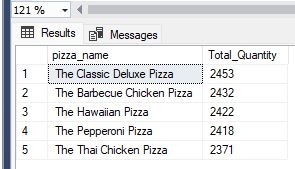 121 %
Results Messages
pizza_name Total_Quantity
1 The Classic Deluxe Pizza 2453
2 The Barbecue Chicken Pizza 2432
3 The Hawaiian Pizza 2422
4 The Pepperoni Pizza 2418
5 The Thai Chicken Pizza 2371